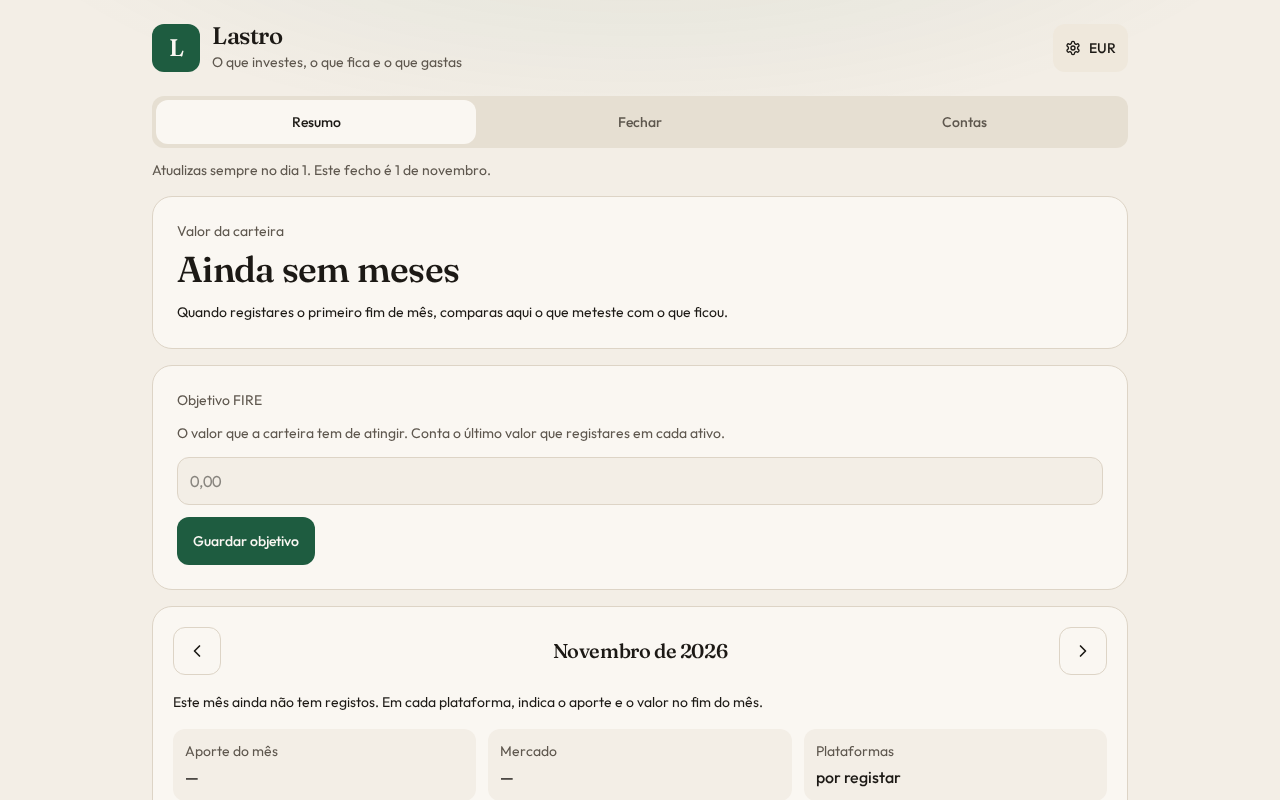 L
Lastro
O que investes, o que fica e o que gastas
EUR
Resumo
Fechar
Contas
Atualizas sempre no dia 1. Este fecho é 1 de novembro.
Valor da carteira
Ainda sem meses
Quando registares o primeiro fim de mês, comparas aqui o que meteste com o que ficou.
Objetivo FIRE
O valor que a carteira tem de atingir. Conta o último valor que registares em cada ativo.
0,00
Guardar objetivo
Novembro de 2026
Este mês ainda não tem registos. Em cada plataforma, indica o aporte e o valor no fim do mês.
Aporte do mês
—
Mercado
—
Plataformas
por registar